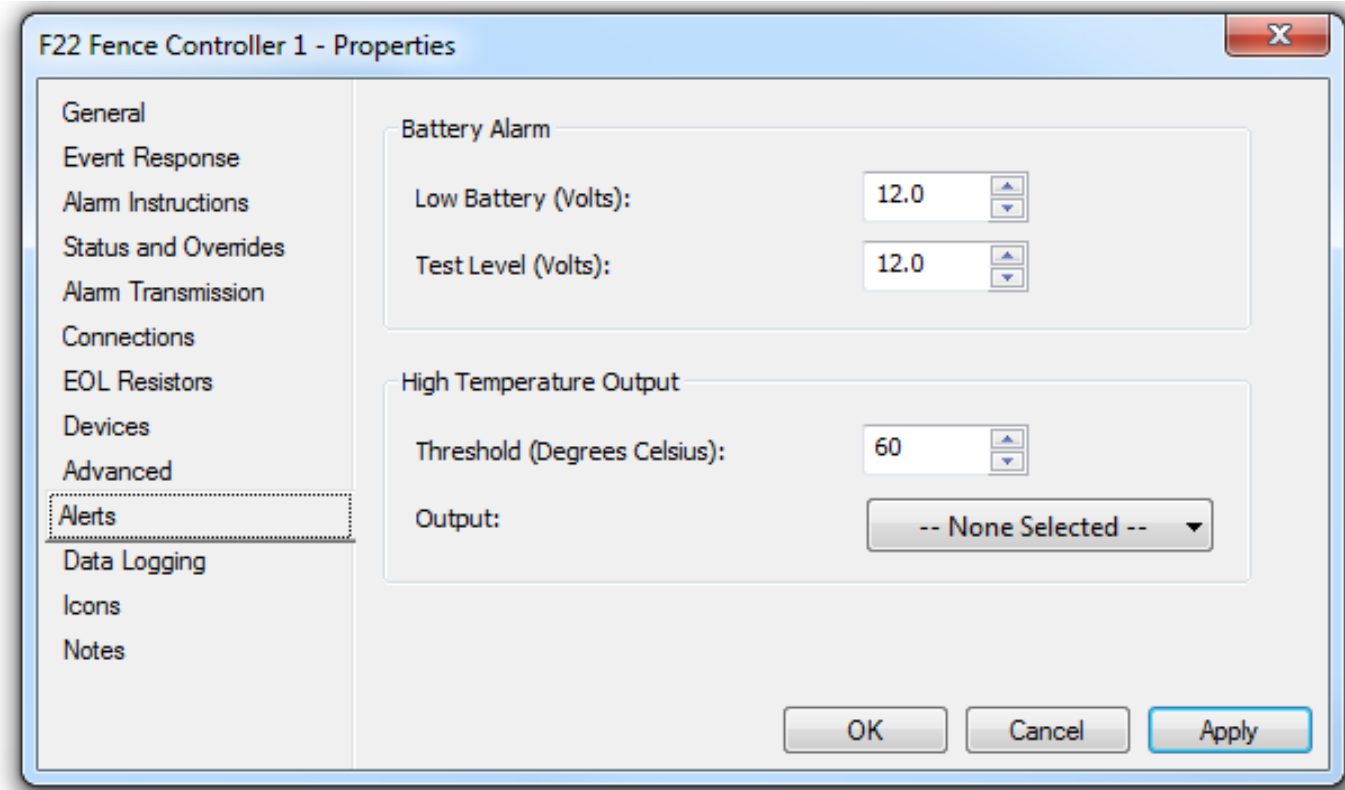 F22 Fence Controller 1 - Properties
General
Event Response
Alarm Instructions
Status and Overrides
Alarm Transmission
Connections
EOL Resistors
Devices
Advanced
Alerts
Data Logging
Icons
Notes
Battery Alarm
Low Battery (Volts): 12.0
Test Level (Volts): 12.0
High Temperature Output
Threshold (Degrees Celsius): 60
Output: -- None Selected --
OK Cancel Apply